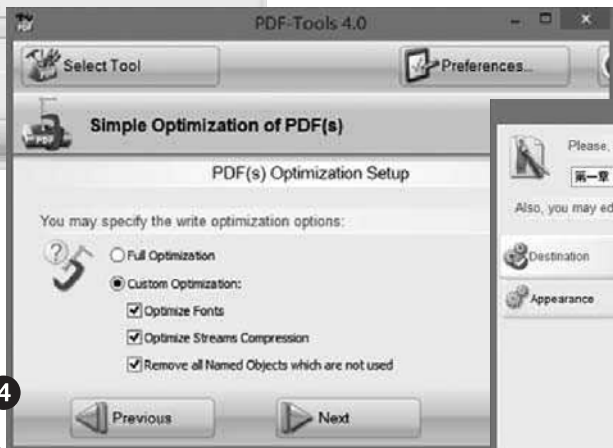 PDF-Tools 4.0
Select Tool
Preferences...
Simple Optimization of PDF(s)
PDF(s) Optimization Setup
You may specify the write optimization options:
Full Optimization
Custom Optimization:
Optimize Fonts
Optimize Streams Compression
Remove all Named Objects which are not used
Previous
Next
4
Please,
第一章
Also, you may ed
Destination
Appearance